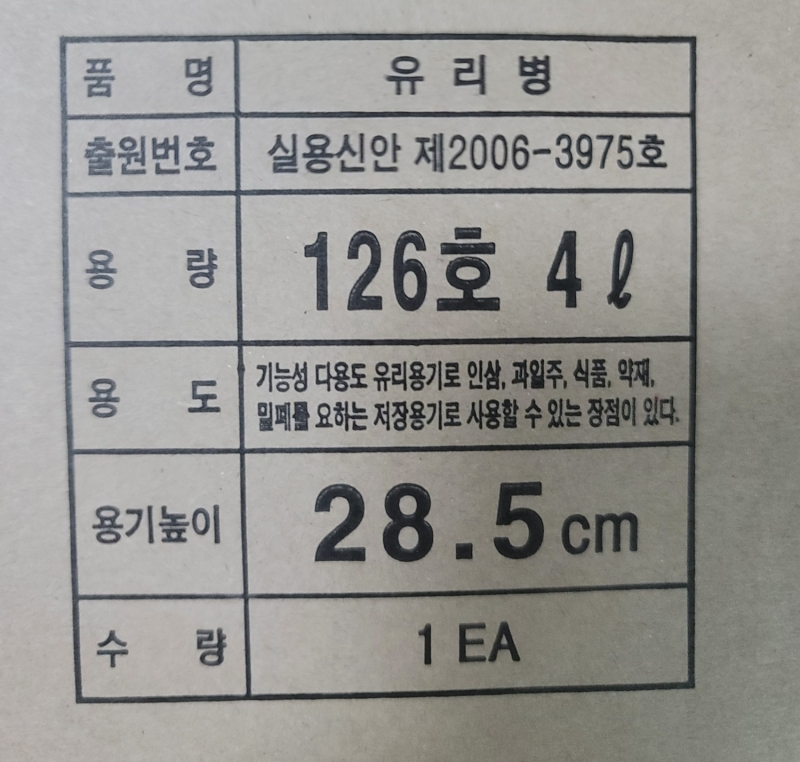 품 명 유 리 병
출원번호 실용신안 제2006-3975호
용 량 126호 4ℓ
용 도 기능성 다용도 유리용기로 인삼, 과일주, 식품, 약재,
밀폐를 요하는 저장용기로 사용할 수 있는 장점이 있다.
용기높이 28.5cm
수 량 1 EA